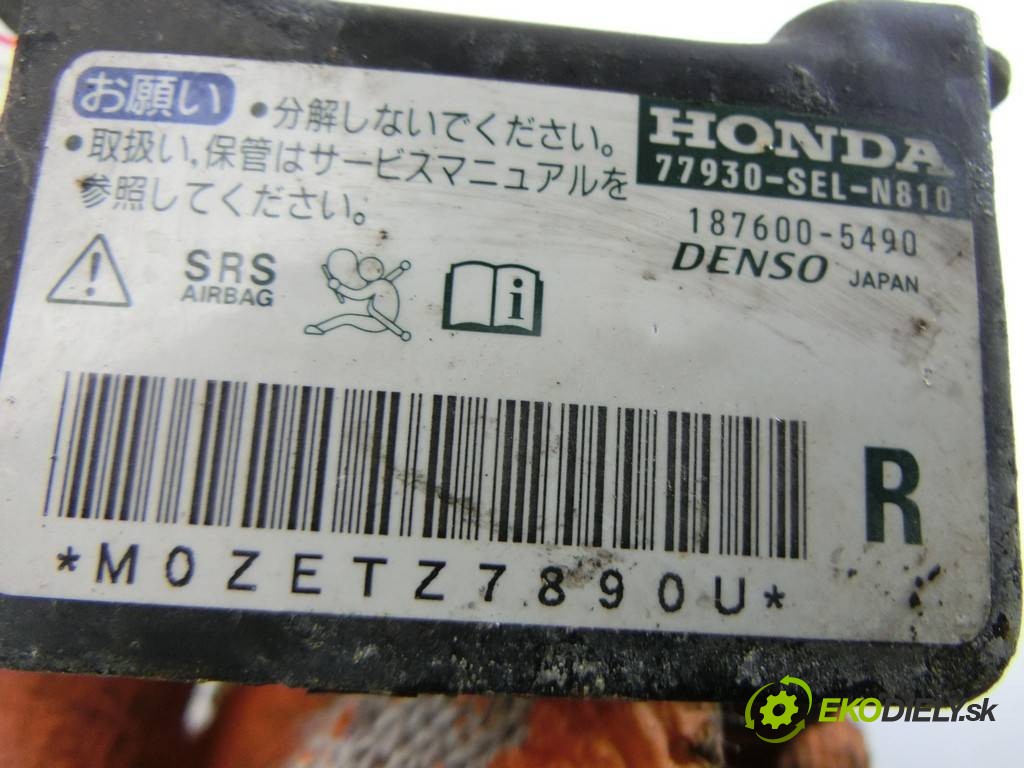 お願い
•分解しないでください。
•取扱い,保管はサービスマニュアルを
参照してください。
HONDA
77930-SEL-N810
187600-5490
DENSO JAPAN
SRS
AIRBAG
i
R
*M0ZETZ7890U*
EKODIELY.sk